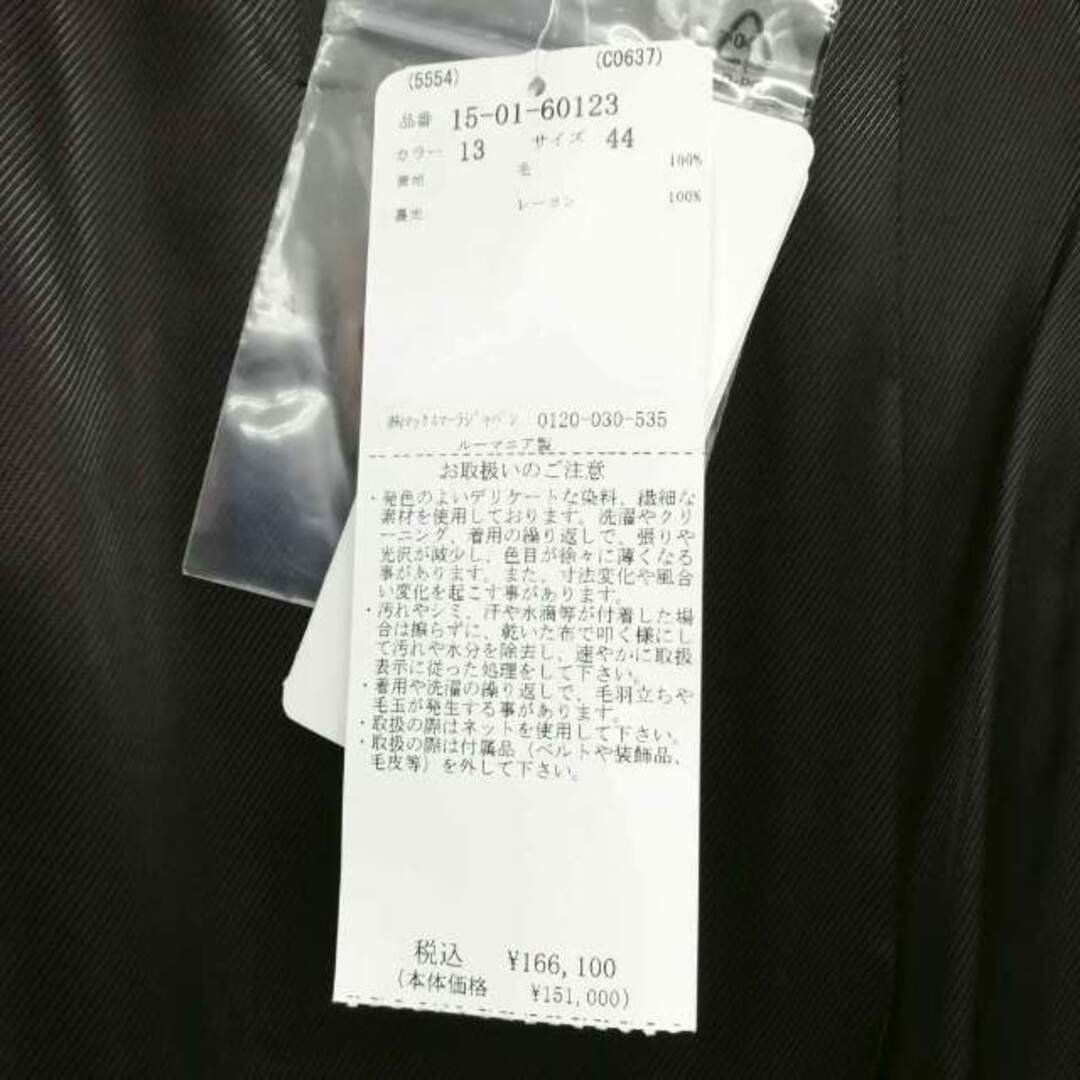 (5554) (C0637)
品番 15-01-60123
カラー 13 サイズ 44
表地 毛 100%
裏地 レーヨン 100%
㈱マックスマーラジャパン 0120-030-535
ルーマニア製
お取扱いのご注意
・発色のよいデリケートな染料、繊細な
素材を使用しております。洗濯やクリ
ーニング、着用の繰り返しで、張りや
光沢が減少し、色目が徐々に薄くなる
事があります。また、寸法変化や風合
い変化を起こす事があります。
・汚れやシミ、汗や水滴等が付着した場
合は擦らずに、乾いた布で叩く様にし
て汚れや水分を除去し、速やかに取扱
表示に従った処理をして下さい。
・着用や洗濯の繰り返しで、毛羽立ちや
毛玉が発生する事があります。
・取扱の際はネットを使用して下さい。
・取扱の際は付属品（ベルトや装飾品、
毛皮等）を外して下さい。
税込 ¥166,100
(本体価格 ¥151,000)